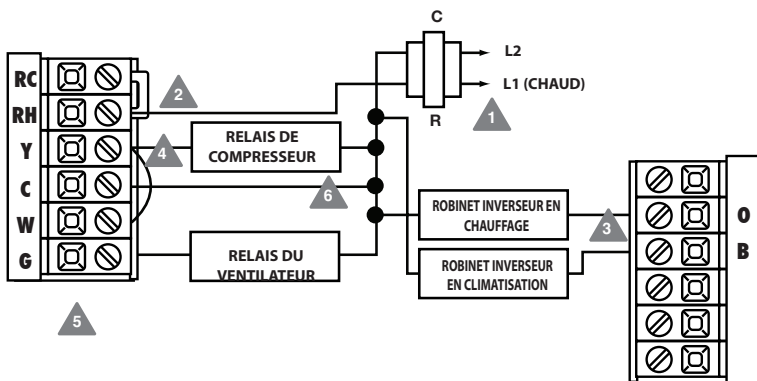 C
L2
L1 (CHAUD)
R
1
RC
RH
Y
C
W
G
2
4
RELAIS DE
COMPRESSEUR
6
RELAIS DU
VENTILATEUR
5
ROBINET INVERSEUR EN
CHAUFFAGE
ROBINET INVERSEUR
EN CLIMATISATION
3
O
B